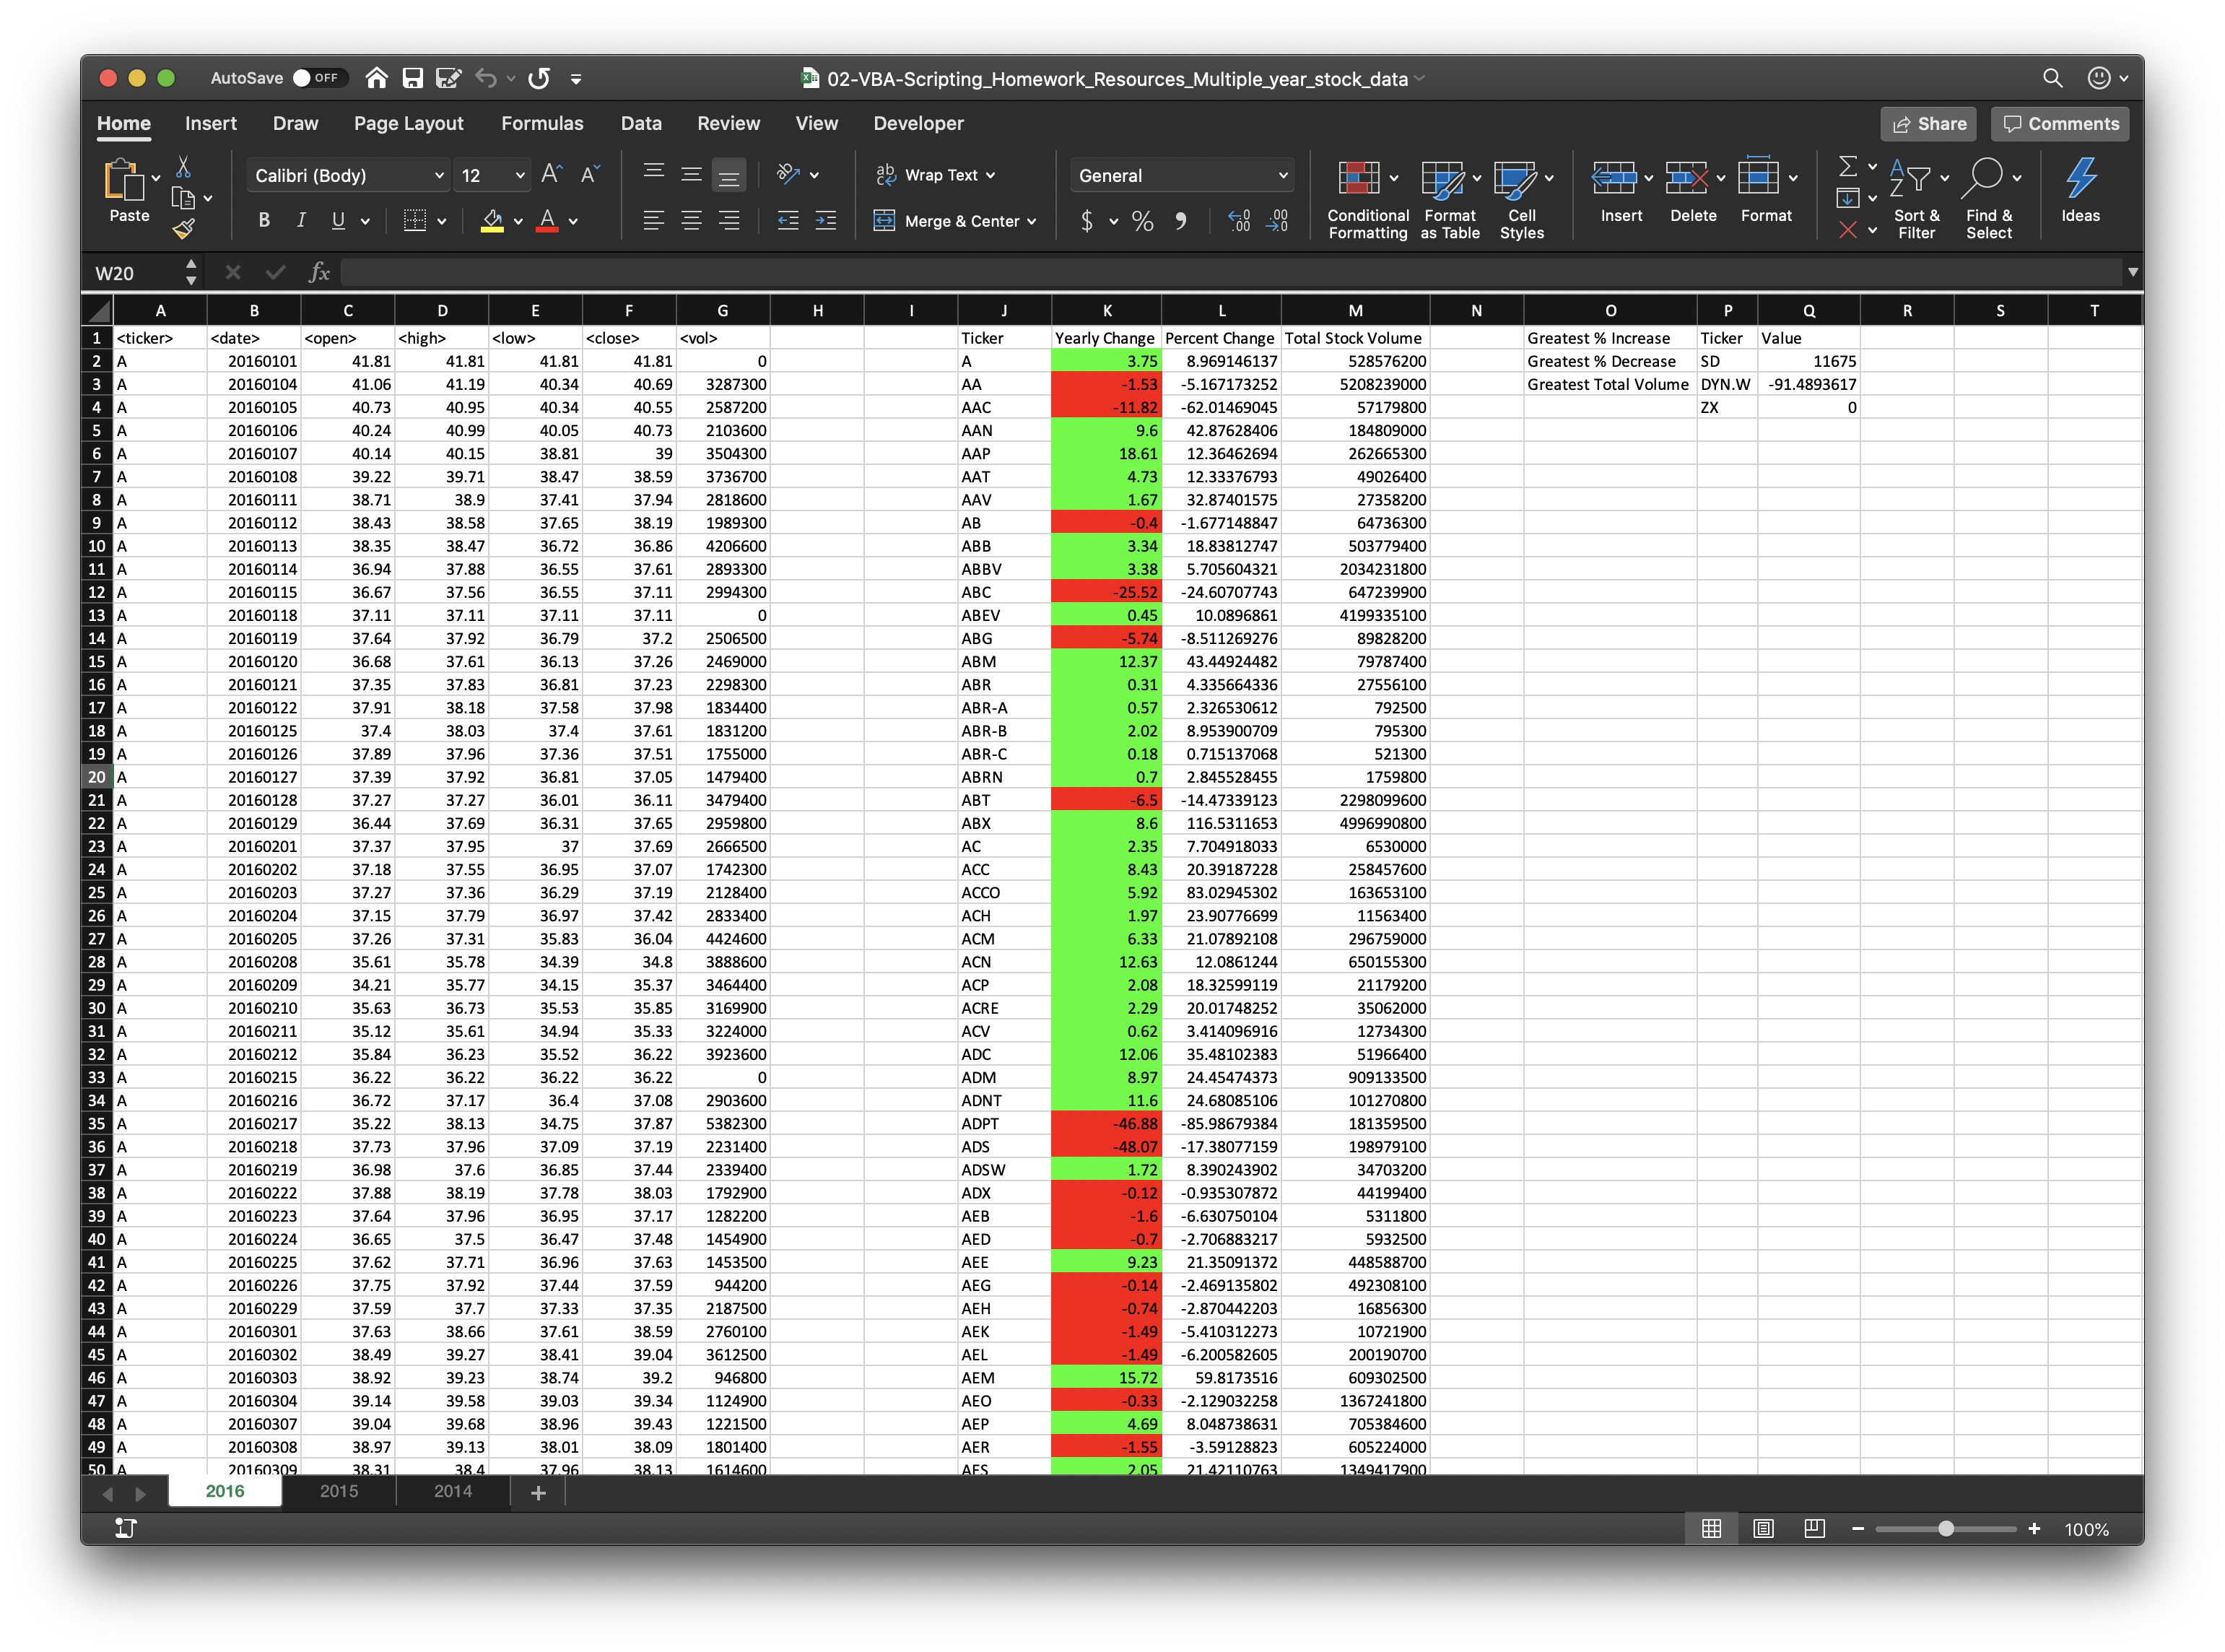 AutoSave OFF 02-VBA-Scripting_Homework_Resources_Multiple_year_stock_data
Home Insert Draw Page Layout Formulas Data Review View Developer Share Comments
Calibri (Body) 12 A A ab Wrap Text General
Paste B I U A Merge & Center $ % Conditional Formatting Format as Table Cell Styles Insert Delete Format Sort & Filter Find & Select Ideas
W20 fx
A B C D E F G H I J K L M N O P Q R S T
1 <ticker> <date> <open> <high> <low> <close> <vol> Ticker Yearly Change Percent Change Total Stock Volume Greatest % Increase Ticker Value
2 A 20160101 41.81 41.81 41.81 41.81 0 A 3.75 8.969146137 528576200 Greatest % Decrease SD 11675
3 A 20160104 41.06 41.19 40.34 40.69 3287300 AA -1.53 -5.167173252 5208239000 Greatest Total Volume DYN.W -91.4893617
4 A 20160105 40.73 40.95 40.34 40.55 2587200 AAC -11.82 -62.01469045 57179800 ZX 0
5 A 20160106 40.24 40.99 40.05 40.73 2103600 AAN 9.6 42.87628406 184809000
6 A 20160107 40.14 40.15 38.81 39 3504300 AAP 18.61 12.36462694 262665300
7 A 20160108 39.22 39.71 38.47 38.59 3736700 AAT 4.73 12.33376793 49026400
8 A 20160111 38.71 38.9 37.41 37.94 2818600 AAV 1.67 32.87401575 27358200
9 A 20160112 38.43 38.58 37.65 38.19 1989300 AB -0.4 -1.677148847 64736300
10 A 20160113 38.35 38.47 36.72 36.86 4206600 ABB 3.34 18.83812747 503779400
11 A 20160114 36.94 37.88 36.55 37.61 2893300 ABBV 3.38 5.705604321 2034231800
12 A 20160115 36.67 37.56 36.55 37.11 2994300 ABC -25.52 -24.60707743 647239900
13 A 20160118 37.11 37.11 37.11 37.11 0 ABEV 0.45 10.0896861 4199335100
14 A 20160119 37.64 37.92 36.79 37.2 2506500 ABG -5.74 -8.511269276 89828200
15 A 20160120 36.68 37.61 36.13 37.26 2469000 ABM 12.37 43.44924482 79787400
16 A 20160121 37.35 37.83 36.81 37.23 2298300 ABR 0.31 4.335664336 27556100
17 A 20160122 37.91 38.18 37.58 37.98 1834400 ABR-A 0.57 2.326530612 792500
18 A 20160125 37.4 38.03 37.4 37.61 1831200 ABR-B 2.02 8.953900709 795300
19 A 20160126 37.89 37.96 37.36 37.51 1755000 ABR-C 0.18 0.715137068 521300
20 A 20160127 37.39 37.92 36.81 37.05 1479400 ABRN 0.7 2.845528455 1759800
21 A 20160128 37.27 37.27 36.01 36.11 3479400 ABT -6.5 -14.47339123 2298099600
22 A 20160129 36.44 37.69 36.31 37.65 2959800 ABX 8.6 116.5311653 4996990800
23 A 20160201 37.37 37.95 37 37.69 2666500 AC 2.35 7.704918033 6530000
24 A 20160202 37.18 37.55 36.95 37.07 1742300 ACC 8.43 20.39187228 258457600
25 A 20160203 37.27 37.36 36.29 37.19 2128400 ACCO 5.92 83.02945302 163653100
26 A 20160204 37.15 37.79 36.97 37.42 2833400 ACH 1.97 23.90776699 11563400
27 A 20160205 37.26 37.31 35.83 36.04 4424600 ACM 6.33 21.07892108 296759000
28 A 20160208 35.61 35.78 34.39 34.8 3888600 ACN 12.63 12.0861244 650155300
29 A 20160209 34.21 35.77 34.15 35.37 3464400 ACP 2.08 18.32599119 21179200
30 A 20160210 35.63 36.73 35.53 35.85 3169900 ACRE 2.29 20.01748252 35062000
31 A 20160211 35.12 35.61 34.94 35.33 3224000 ACV 0.62 3.414096916 12734300
32 A 20160212 35.84 36.23 35.52 36.22 3923600 ADC 12.06 35.48102383 51966400
33 A 20160215 36.22 36.22 36.22 36.22 0 ADM 8.97 24.45474373 909133500
34 A 20160216 36.72 37.17 36.4 37.08 2903600 ADNT 11.6 24.68085106 101270800
35 A 20160217 35.22 38.13 34.75 37.87 5382300 ADPT -46.88 -85.98679384 181359500
36 A 20160218 37.73 37.96 37.09 37.19 2231400 ADS -48.07 -17.38077159 198979100
37 A 20160219 36.98 37.6 36.85 37.44 2339400 ADSW 1.72 8.390243902 34703200
38 A 20160222 37.88 38.19 37.78 38.03 1792900 ADX -0.12 -0.935307872 44199400
39 A 20160223 37.64 37.96 36.95 37.17 1282200 AEB -1.6 -6.630750104 5311800
40 A 20160224 36.65 37.5 36.47 37.48 1454900 AED -0.7 -2.706883217 5932500
41 A 20160225 37.62 37.71 36.96 37.63 1453500 AEE 9.23 21.35091372 448588700
42 A 20160226 37.75 37.92 37.44 37.59 944200 AEG -0.14 -2.469135802 492308100
43 A 20160229 37.59 37.7 37.33 37.35 2187500 AEH -0.74 -2.870442203 16856300
44 A 20160301 37.63 38.66 37.61 38.59 2760100 AEK -1.49 -5.410312273 10721900
45 A 20160302 38.49 39.27 38.41 39.04 3612500 AEL -1.49 -6.200582605 200190700
46 A 20160303 38.92 39.23 38.74 39.2 946800 AEM 15.72 59.8173516 609302500
47 A 20160304 39.14 39.58 39.03 39.34 1124900 AEO -0.33 -2.129032258 1367241800
48 A 20160307 39.04 39.68 38.96 39.43 1221500 AEP 4.69 8.048738631 705384600
49 A 20160308 38.97 39.13 38.01 38.09 1801400 AER -1.55 -3.59128823 605224000
50 A 20160309 38.31 38.4 37.96 38.13 1614600 AES 2.05 21.42110763 1349417900
2016 2015 2014 +
100%